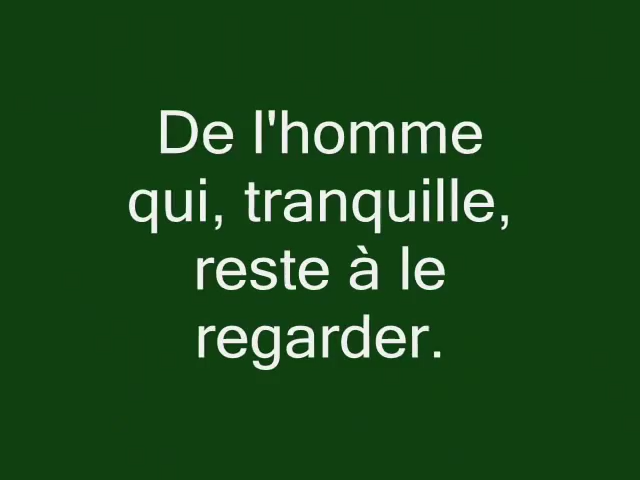 De l'homme
qui, tranquille,
reste à le
regarder.